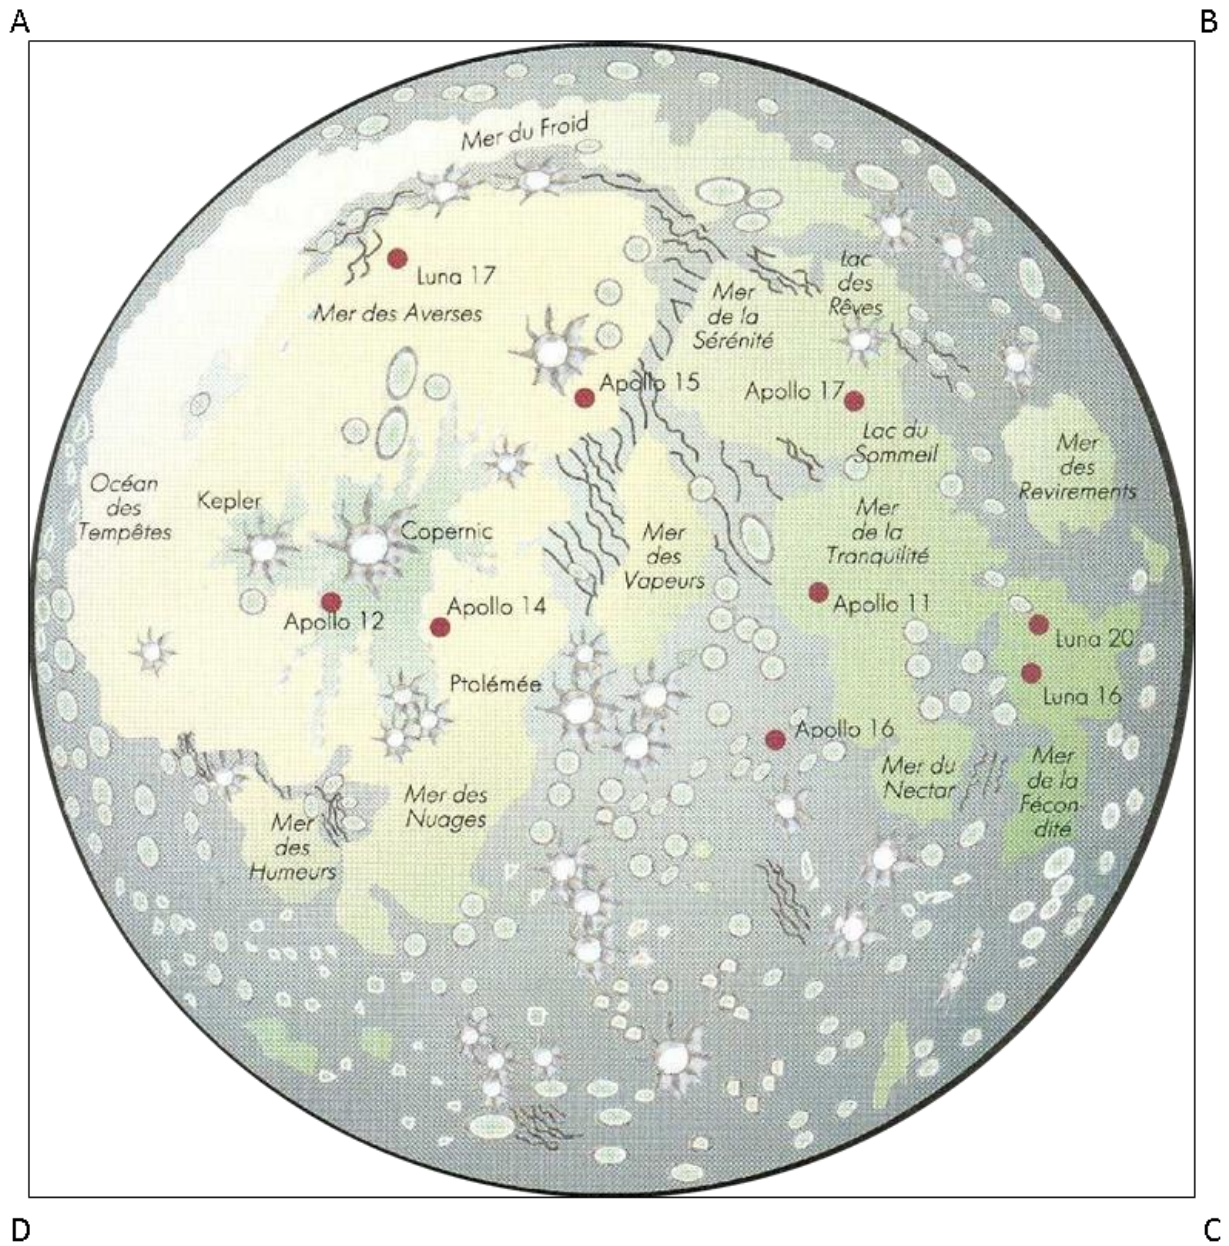 A
B
Mer du Froid
Luna 17
Mer des Averses
Lac
des
Rêves
Mer
de la
Sérénité
Apollo 15
Apollo 17
Lac du
Sommeil
Mer
des
Revirements
Océan
des
Tempêtes
Kepler
Copernic
Mer
des
Vapeurs
Mer
de la
Tranquilité
Apollo 12
Apollo 14
Apollo 11
Luna 20
Ptolémée
Luna 16
Apollo 16
Mer des
Nuages
Mer du
Nectar
Mer
de la
Fécon
dité
Mer
des
Humeurs
D
C